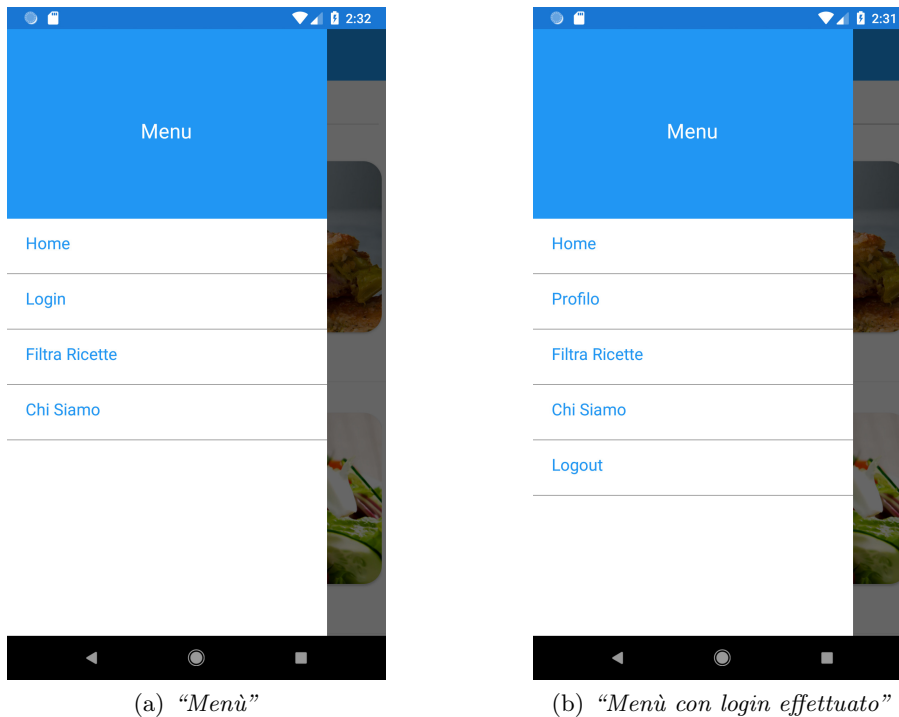 2:32
Menu
Home
Login
Filtra Ricette
Chi Siamo
(a) “Menù”
2:31
Menu
Home
Profilo
Filtra Ricette
Chi Siamo
Logout
(b) “Menù con login effettuato”